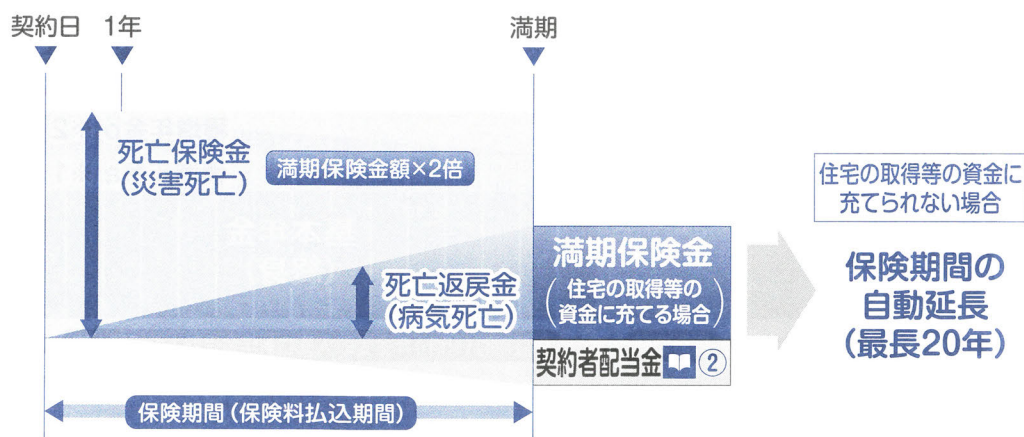 契約日 1年 満期
死亡保険金
(災害死亡)
満期保険金額×2倍
死亡返戻金
(病気死亡)
満期保険金
(住宅の取得等の
資金に充てる場合)
契約者配当金 ②
保険期間(保険料払込期間)
住宅の取得等の資金に
充てられない場合
保険期間の
自動延長
(最長20年)